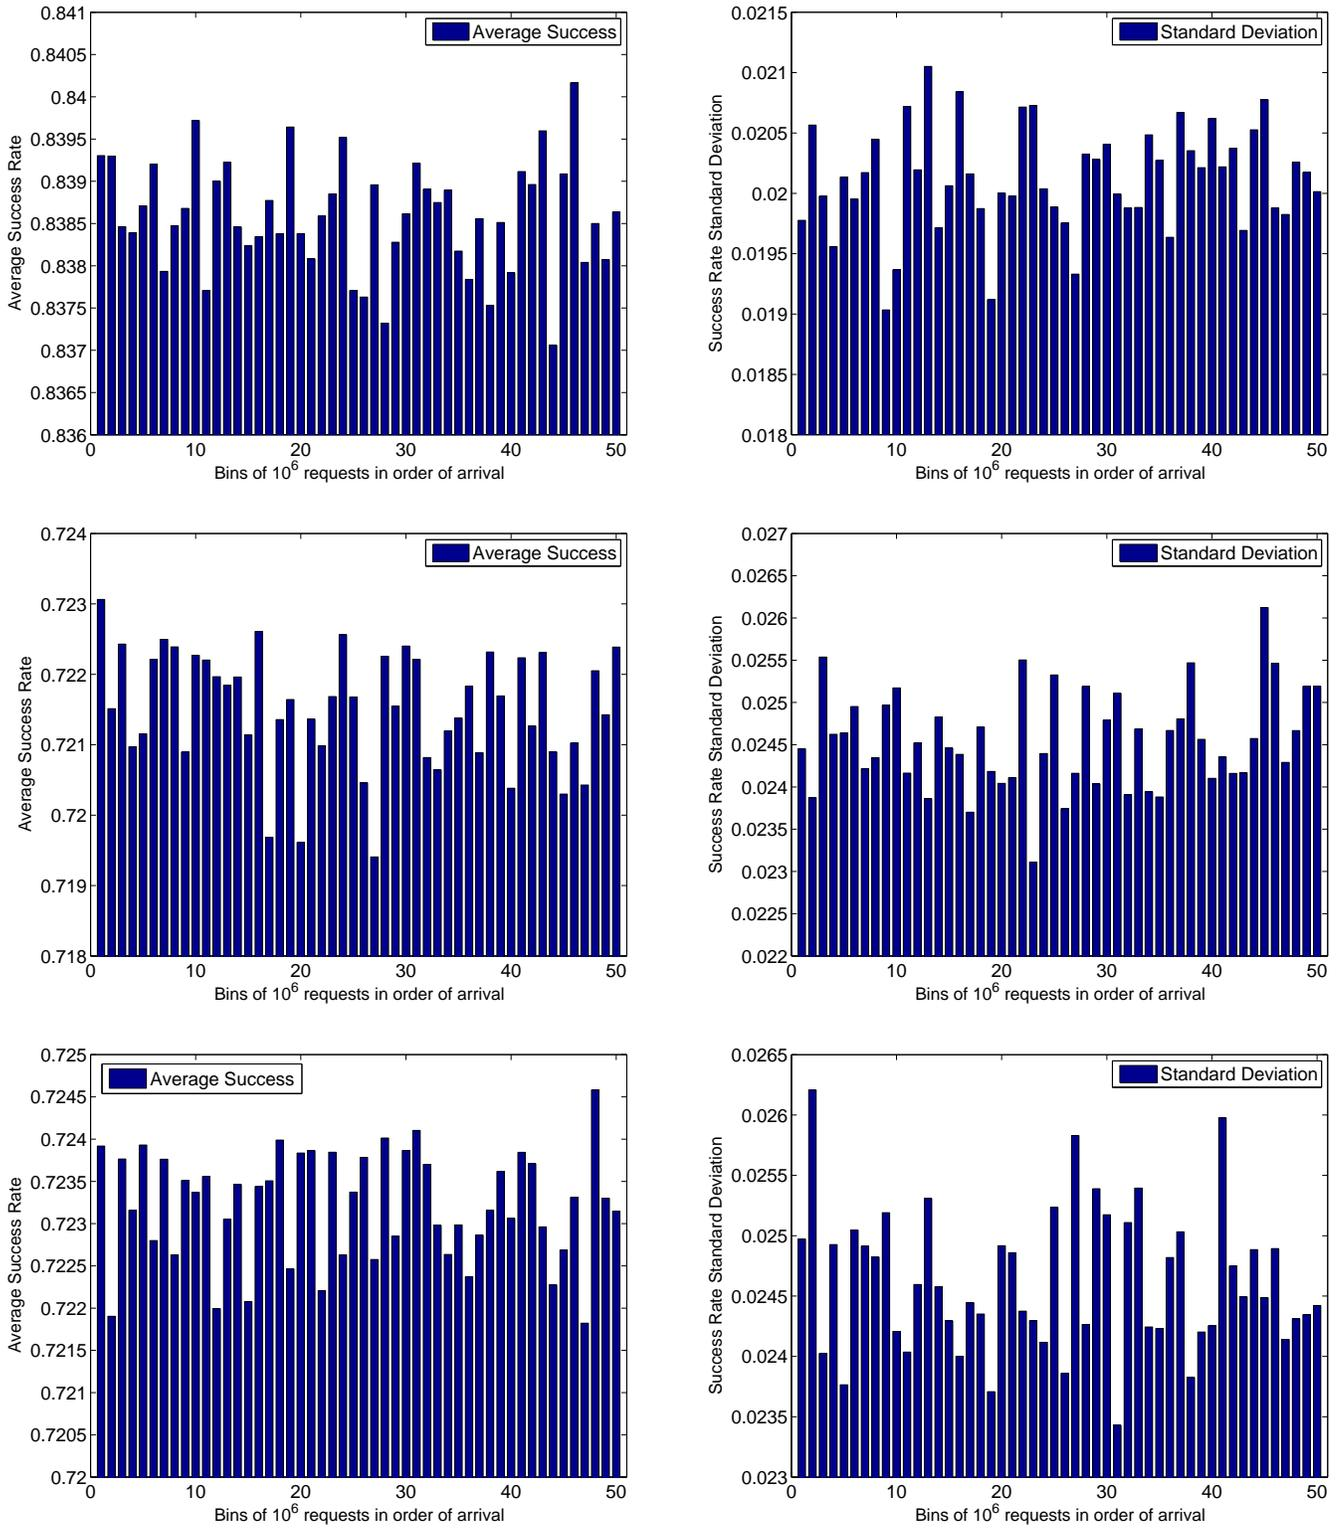 0.841
0.8405
0.84
0.8395
0.839
0.8385
0.838
0.8375
0.837
0.8365
0.836
Average Success Rate
Average Success
0 10 20 30 40 50
Bins of 10^6 requests in order of arrival
0.0215
0.021
0.0205
0.02
0.0195
0.019
0.0185
0.018
Success Rate Standard Deviation
Standard Deviation
0 10 20 30 40 50
Bins of 10^6 requests in order of arrival
0.724
0.723
0.722
0.721
0.72
0.719
0.718
Average Success Rate
Average Success
0 10 20 30 40 50
Bins of 10^6 requests in order of arrival
0.027
0.0265
0.026
0.0255
0.025
0.0245
0.024
0.0235
0.023
0.0225
0.022
Success Rate Standard Deviation
Standard Deviation
0 10 20 30 40 50
Bins of 10^6 requests in order of arrival
0.725
0.7245
0.724
0.7235
0.723
0.7225
0.722
0.7215
0.721
0.7205
0.72
Average Success Rate
Average Success
0 10 20 30 40 50
Bins of 10^6 requests in order of arrival
0.0265
0.026
0.0255
0.025
0.0245
0.024
0.0235
0.023
Success Rate Standard Deviation
Standard Deviation
0 10 20 30 40 50
Bins of 10^6 requests in order of arrival